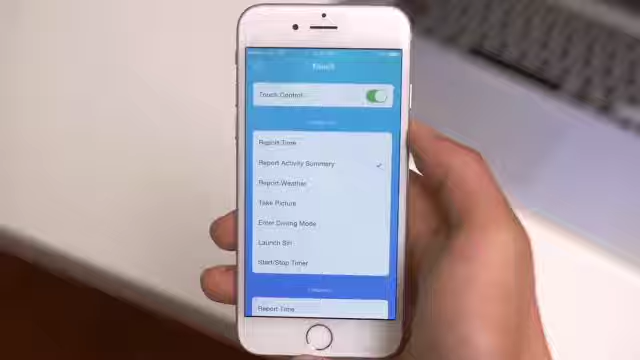 Touch
Touch Control
Report Time
Report Activity Summary
Report Weather
Take Picture
Enter Driving Mode
Launch Siri
Start/Stop Timer
Report Time